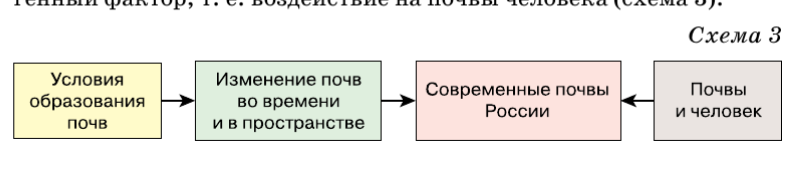 генный фактор, т. е. воздействие на почвы человека (схема 3).
Схема 3
Условия
образования
почв
Изменение почв
во времени
и в пространстве
Современные почвы
России
Почвы
и человек